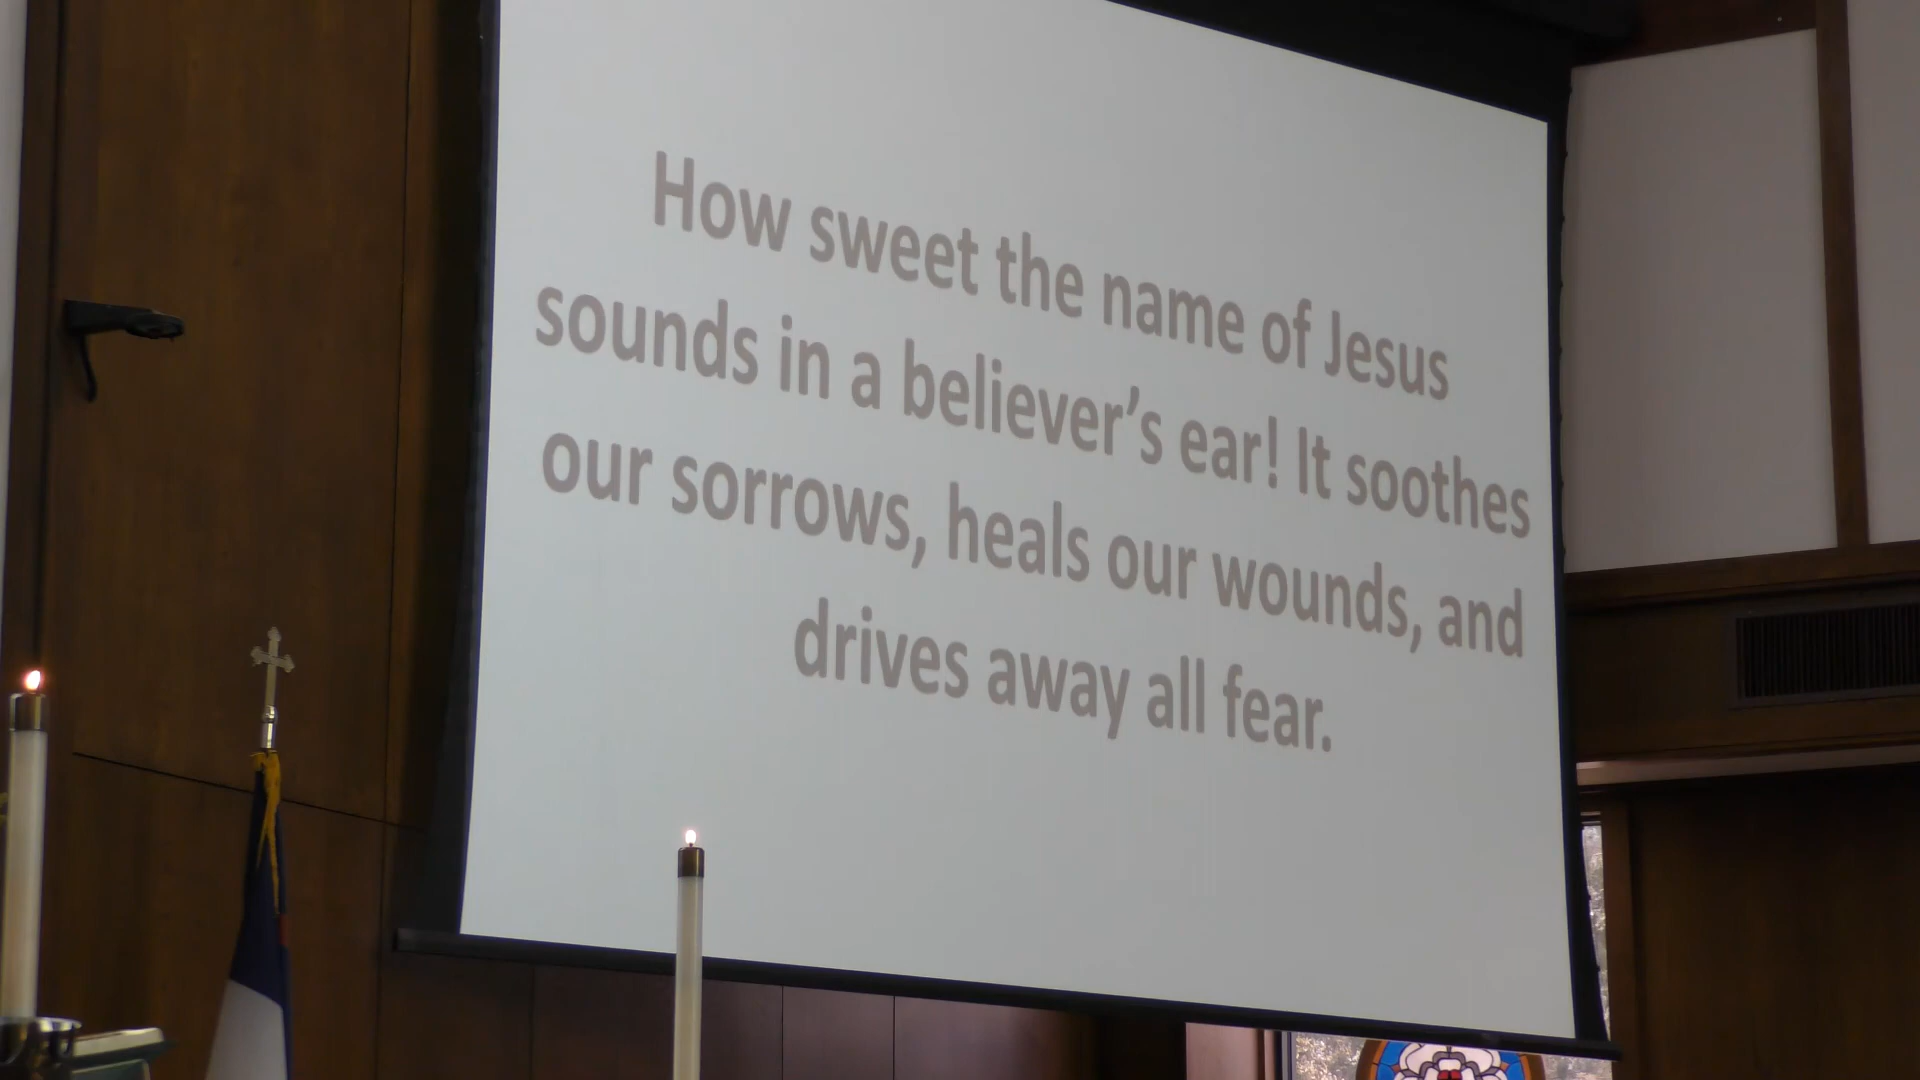 How sweet the name of Jesus
sounds in a believer’s ear! It soothes
our sorrows, heals our wounds, and
drives away all fear.